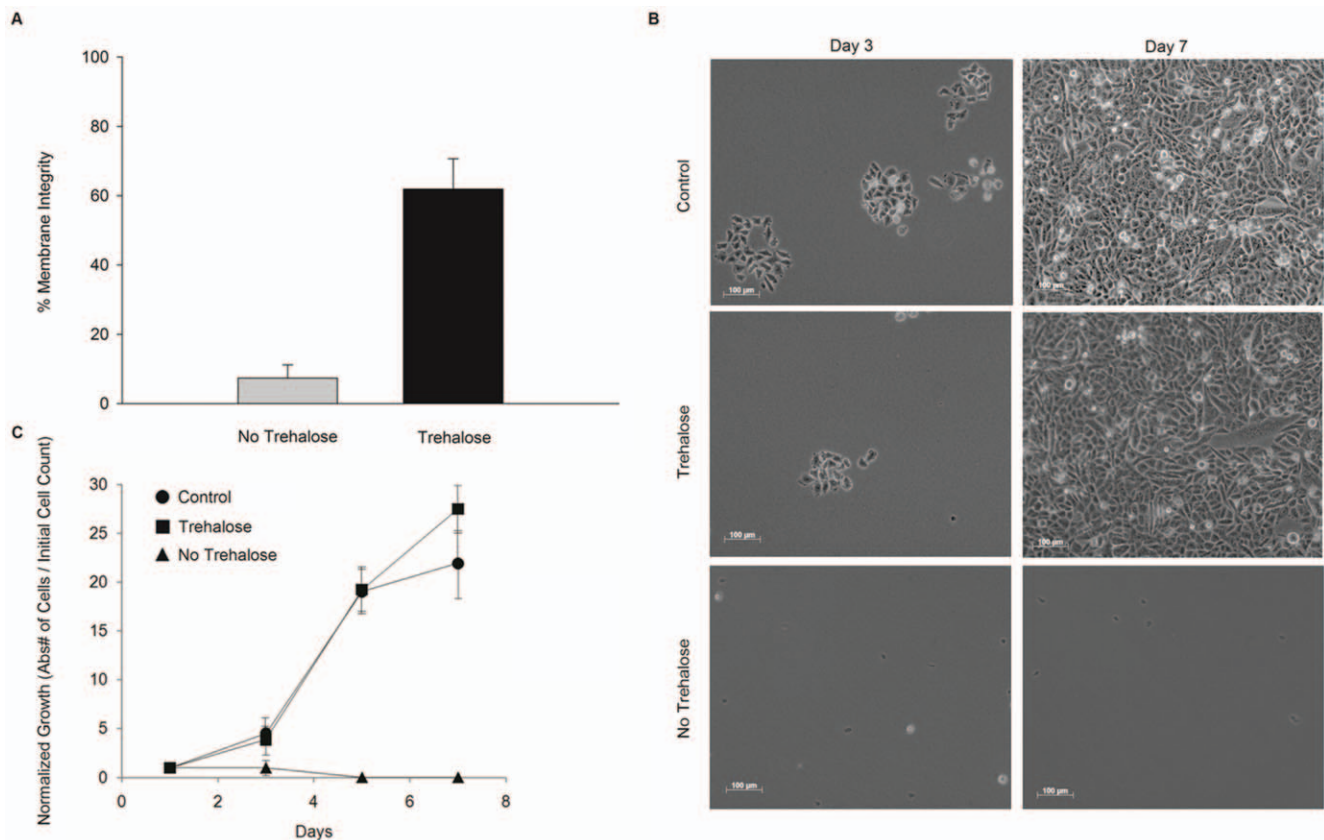 A
% Membrane Integrity
100
80
60
40
20
0
No Trehalose
Trehalose
B
Day 3
Day 7
Control
100 µm
100 µm
Trehalose
100 µm
100 µm
No Trehalose
100 µm
100 µm
C
Normalized Growth (Abs# of Cells / Initial Cell Count)
30
25
20
15
10
5
0
Control
Trehalose
No Trehalose
0 2 4 6 8
Days